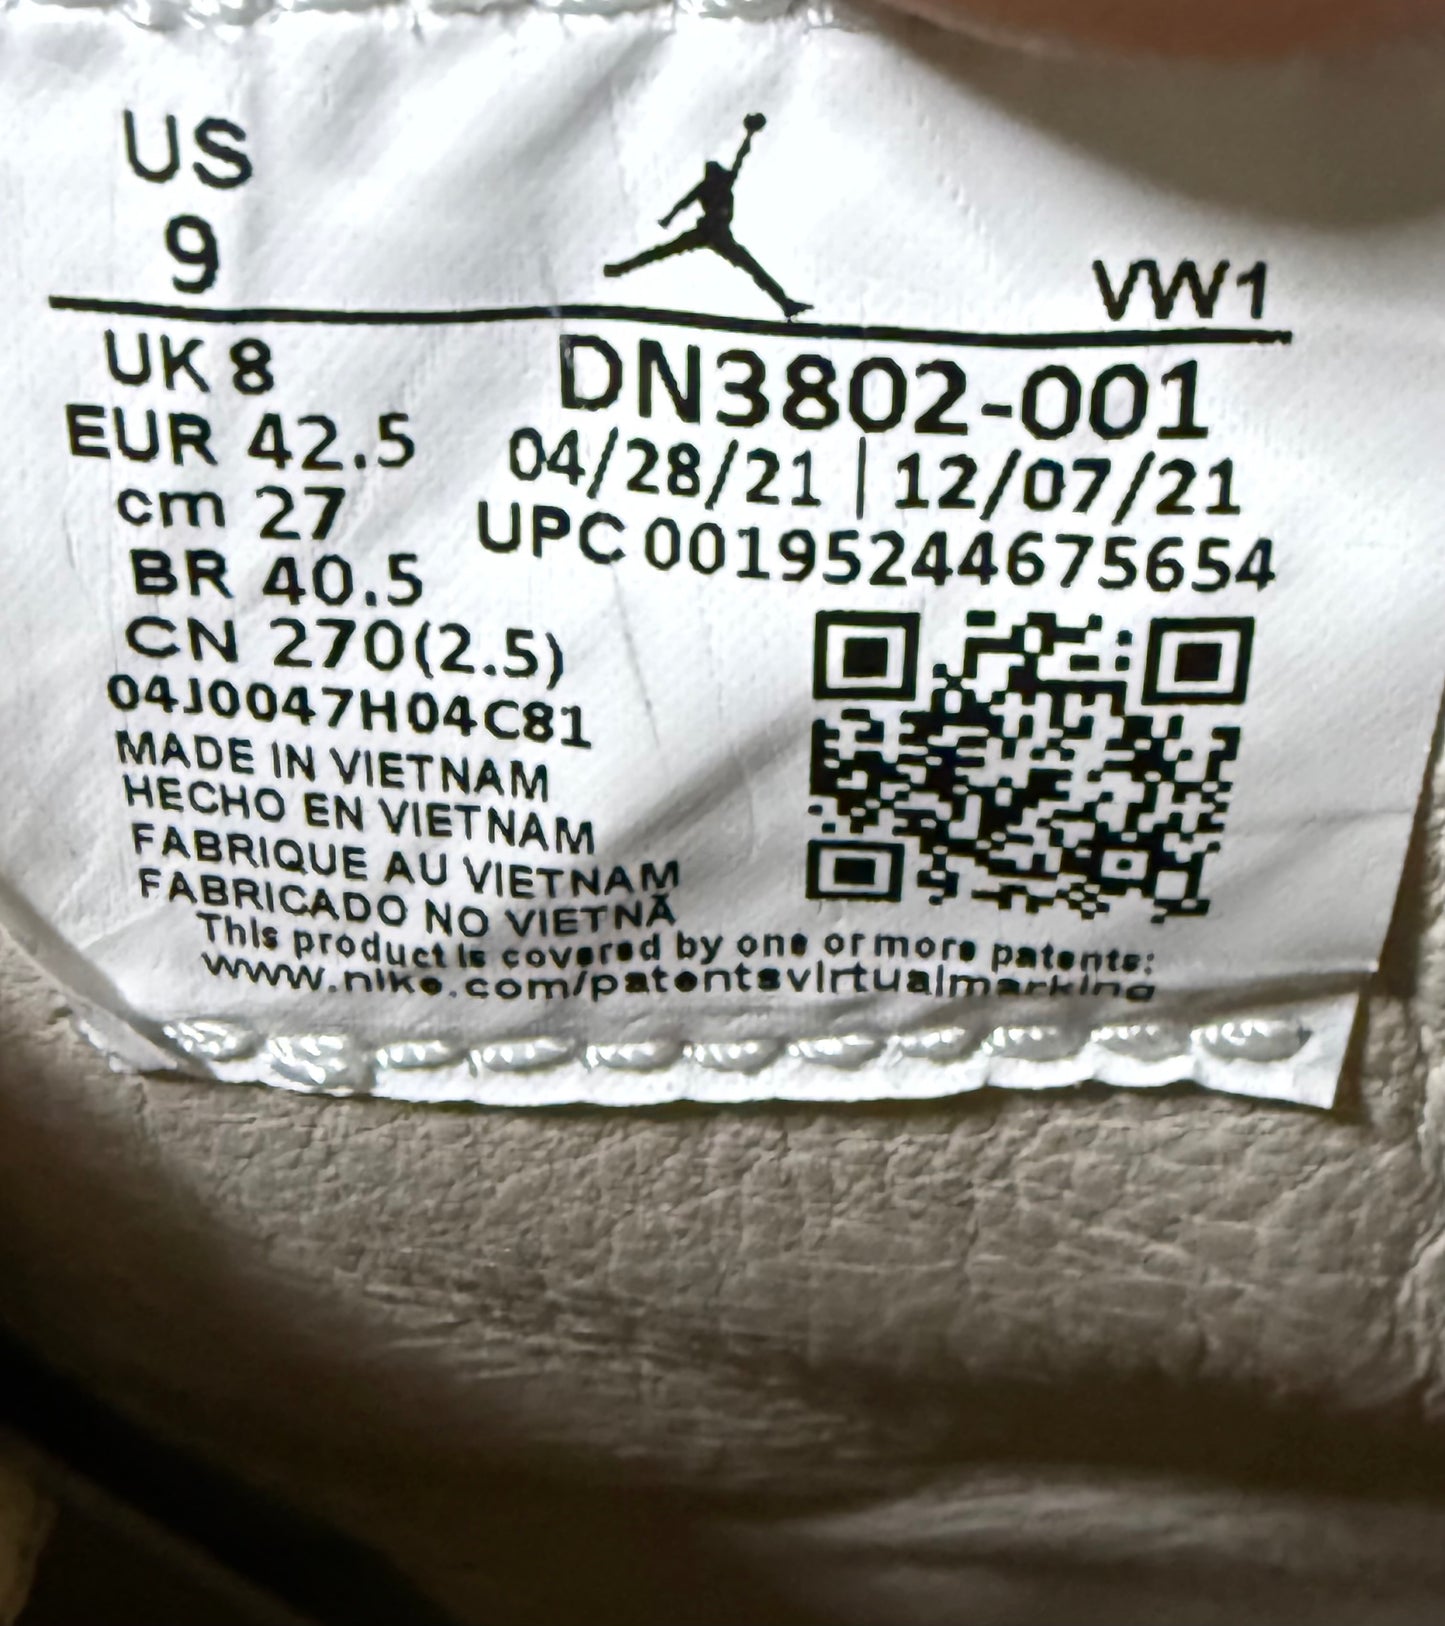 US
9
VW1
UK 8
EUR 42.5
cm 27
BR 40.5
CN 270(2.5)
04J0047H04C81
MADE IN VIETNAM
HECHO EN VIETNAM
FABRIQUE AU VIETNAM
FABRICADO NO VIETNÃ
DN3802-001
04/28/21 | 12/07/21
UPC 00195244675654
This product is covered by one or more patents:
www.nike.com/patentsvirtualmarking